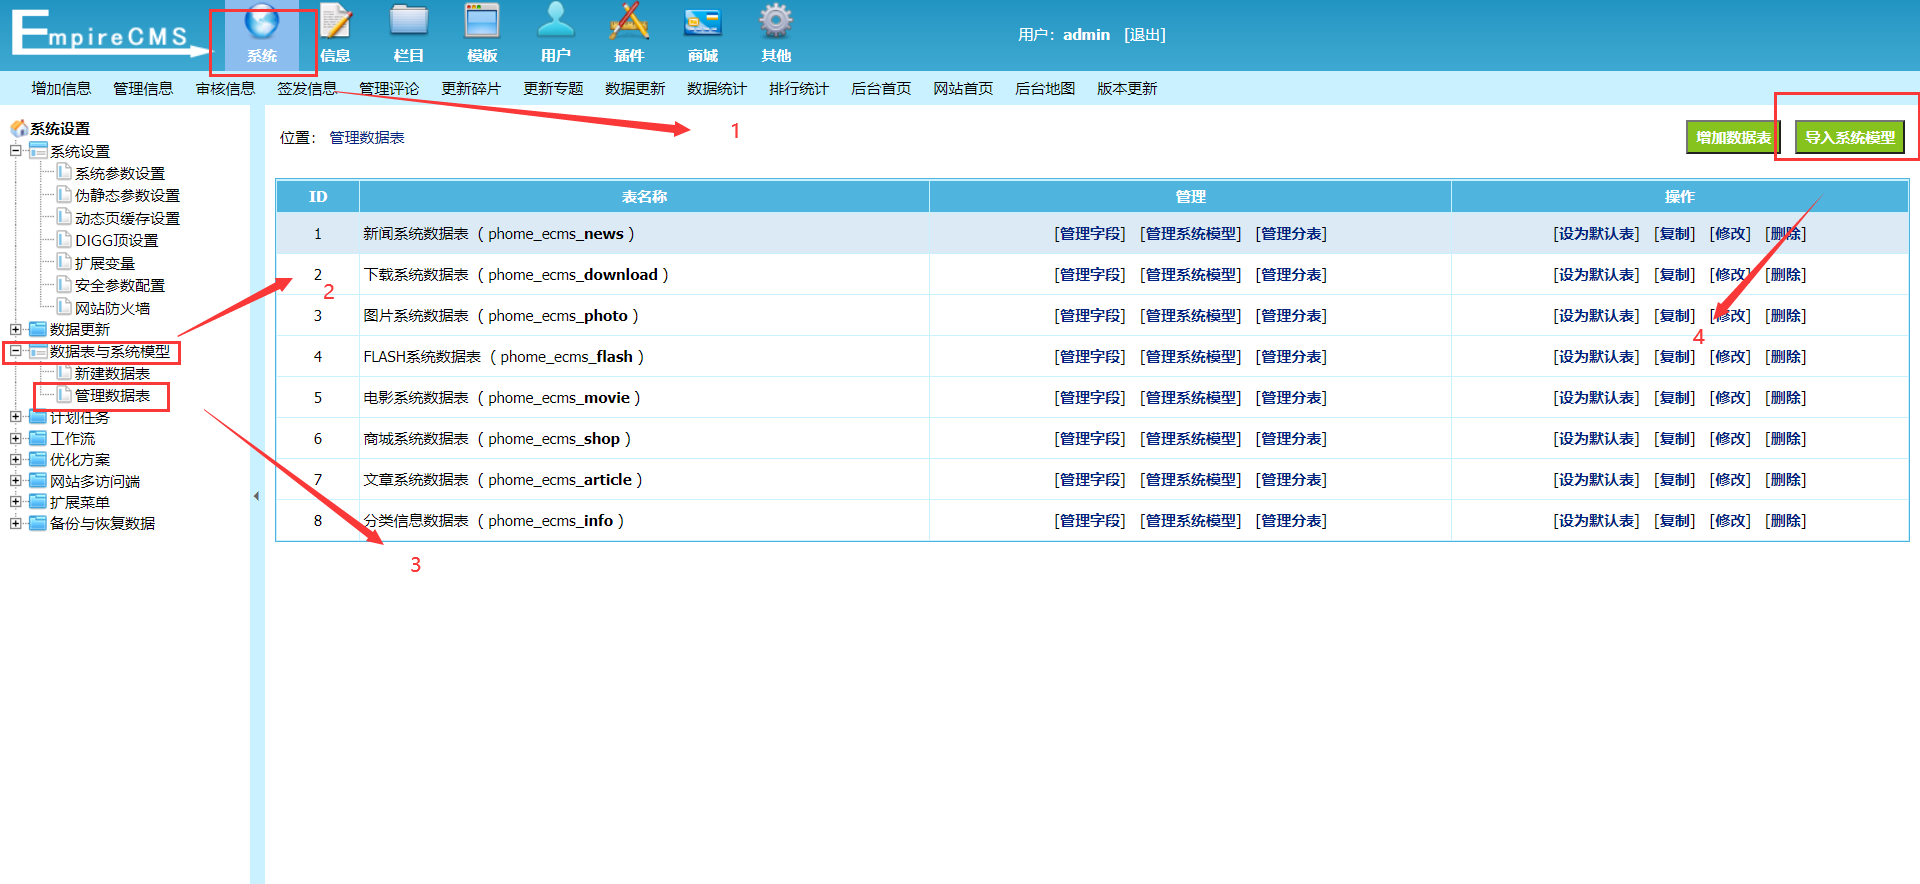 EmpireCMS
系统 信息 栏目 模板 用户 插件 商城 其他
用户：admin [退出]
增加信息 管理信息 审核信息 签发信息 管理评论 更新碎片 更新专题 数据更新 数据统计 排行统计 后台首页 网站首页 后台地图 版本更新
系统设置
系统设置
系统参数设置
伪静态参数设置
动态页缓存设置
DIGG顶设置
扩展变量
安全参数配置
网站防火墙
数据更新
数据表与系统模型
新建数据表
管理数据表
计划任务
工作流
优化方案
网站多访问端
扩展菜单
备份与恢复数据
位置： 管理数据表
1
增加数据表 导入系统模型
ID 表名称 管理 操作
1 新闻系统数据表 ( phome_ecms_news ) [管理字段] [管理系统模型] [管理分表] [设为默认表] [复制] [修改] [删除]
2 下载系统数据表 ( phome_ecms_download ) [管理字段] [管理系统模型] [管理分表] [设为默认表] [复制] [修改] [删除]
2
3 图片系统数据表 ( phome_ecms_photo ) [管理字段] [管理系统模型] [管理分表] [设为默认表] [复制] [修改] [删除]
4
4 FLASH系统数据表 ( phome_ecms_flash ) [管理字段] [管理系统模型] [管理分表] [设为默认表] [复制] [修改] [删除]
5 电影系统数据表 ( phome_ecms_movie ) [管理字段] [管理系统模型] [管理分表] [设为默认表] [复制] [修改] [删除]
6 商城系统数据表 ( phome_ecms_shop ) [管理字段] [管理系统模型] [管理分表] [设为默认表] [复制] [修改] [删除]
7 文章系统数据表 ( phome_ecms_article ) [管理字段] [管理系统模型] [管理分表] [设为默认表] [复制] [修改] [删除]
8 分类信息数据表 ( phome_ecms_info ) [管理字段] [管理系统模型] [管理分表] [设为默认表] [复制] [修改] [删除]
3